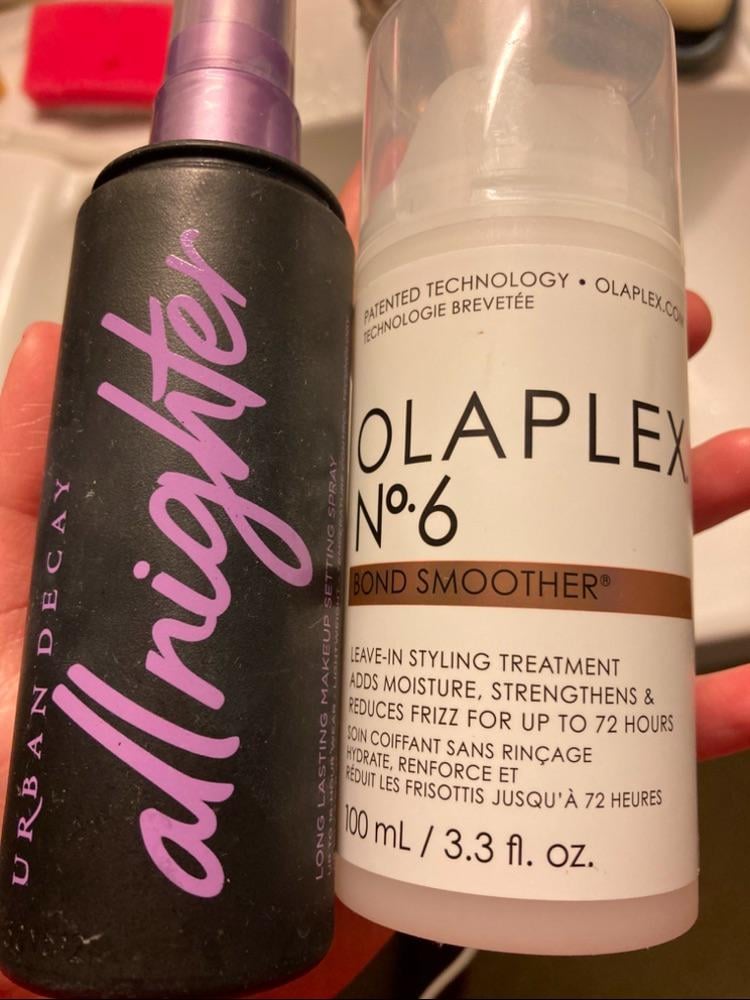 URBAN DECAY
all nighter
LONG LASTING MAKEUP SETTING SPRAY
PATENTED TECHNOLOGY • OLAPLEX.COM
TECHNOLOGIE BREVETÉE
OLAPLEX
Nº.6
BOND SMOOTHER®
LEAVE-IN STYLING TREATMENT
ADDS MOISTURE, STRENGTHENS &
REDUCES FRIZZ FOR UP TO 72 HOURS
SOIN COIFFANT SANS RINÇAGE
HYDRATE, RENFORCE ET
RÉDUIT LES FRISOTTIS JUSQU'À 72 HEURES
100 mL / 3.3 fl. oz.